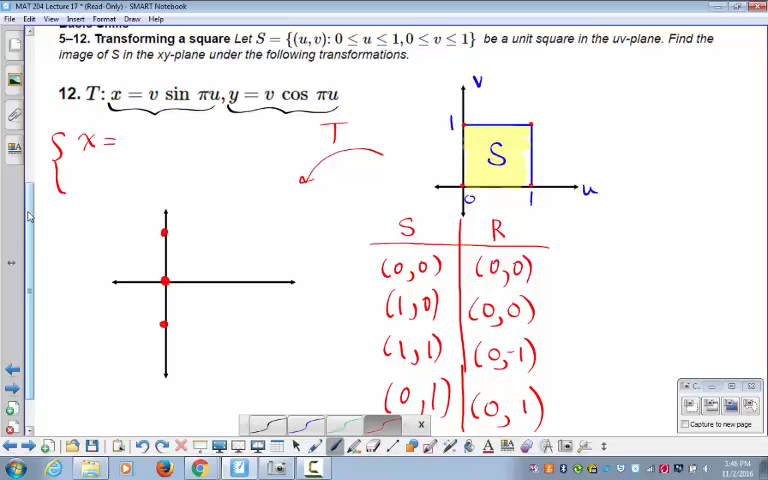 MAT 204 Lecture 17 * (Read-Only) - SMART Notebook
File Edit View Insert Format Tools Draw Help
5–12. Transforming a square Let S = {(u, v): 0 ≤ u ≤ 1, 0 ≤ v ≤ 1} be a unit square in the uv-plane. Find the
image of S in the xy-plane under the following transformations.
12. T: x = v sin πu, y = v cos πu
v
T
1
S
x =
0 1 u
S R
(0,0) (0,0)
(1,0) (0,0)
(1,1) (0,-1)
(0,1) (0,1)
Capture to new page
1:46 PM
11/2/2016